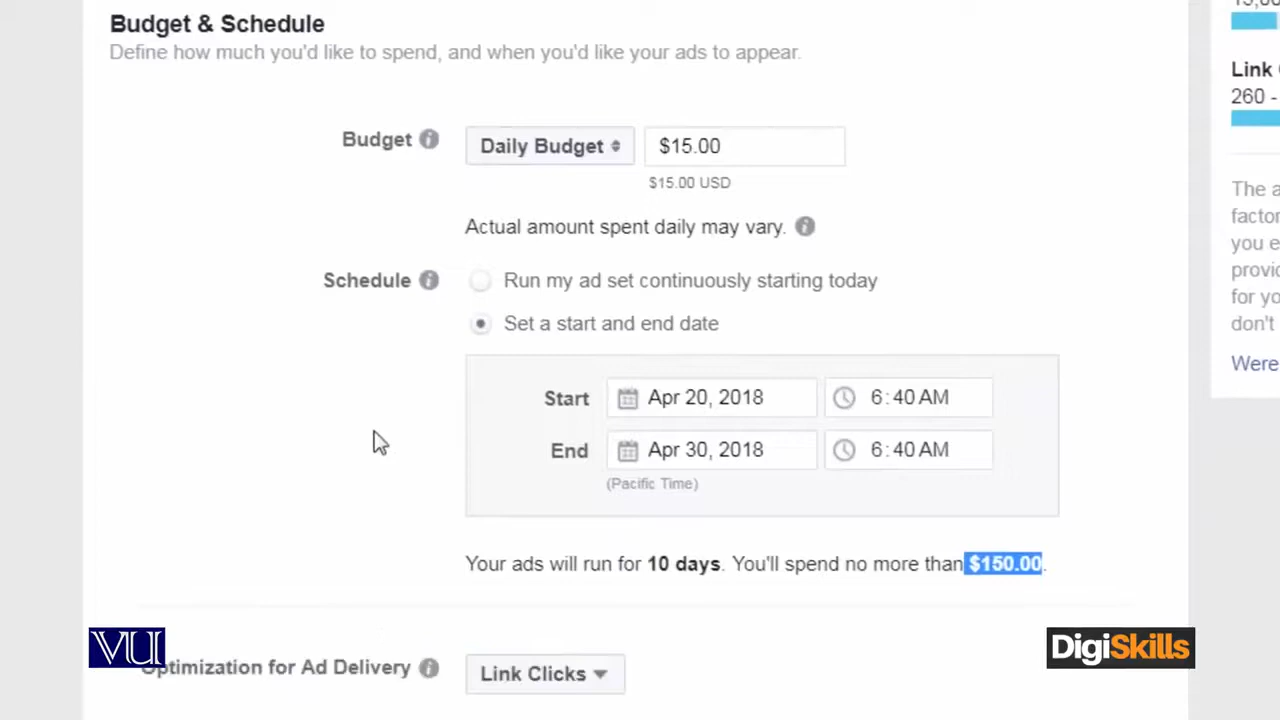 Budget & Schedule
Define how much you'd like to spend, and when you'd like your ads to appear.
Budget
Daily Budget
$15.00
$15.00 USD
Actual amount spent daily may vary.
Schedule
Run my ad set continuously starting today
Set a start and end date
Start
Apr 20, 2018
6:40 AM
End
Apr 30, 2018
6:40 AM
(Pacific Time)
Your ads will run for 10 days. You'll spend no more than $150.00.
Optimization for Ad Delivery
Link Clicks
Link
260 -
The
you
for
don't
Were
VU
DigiSkills